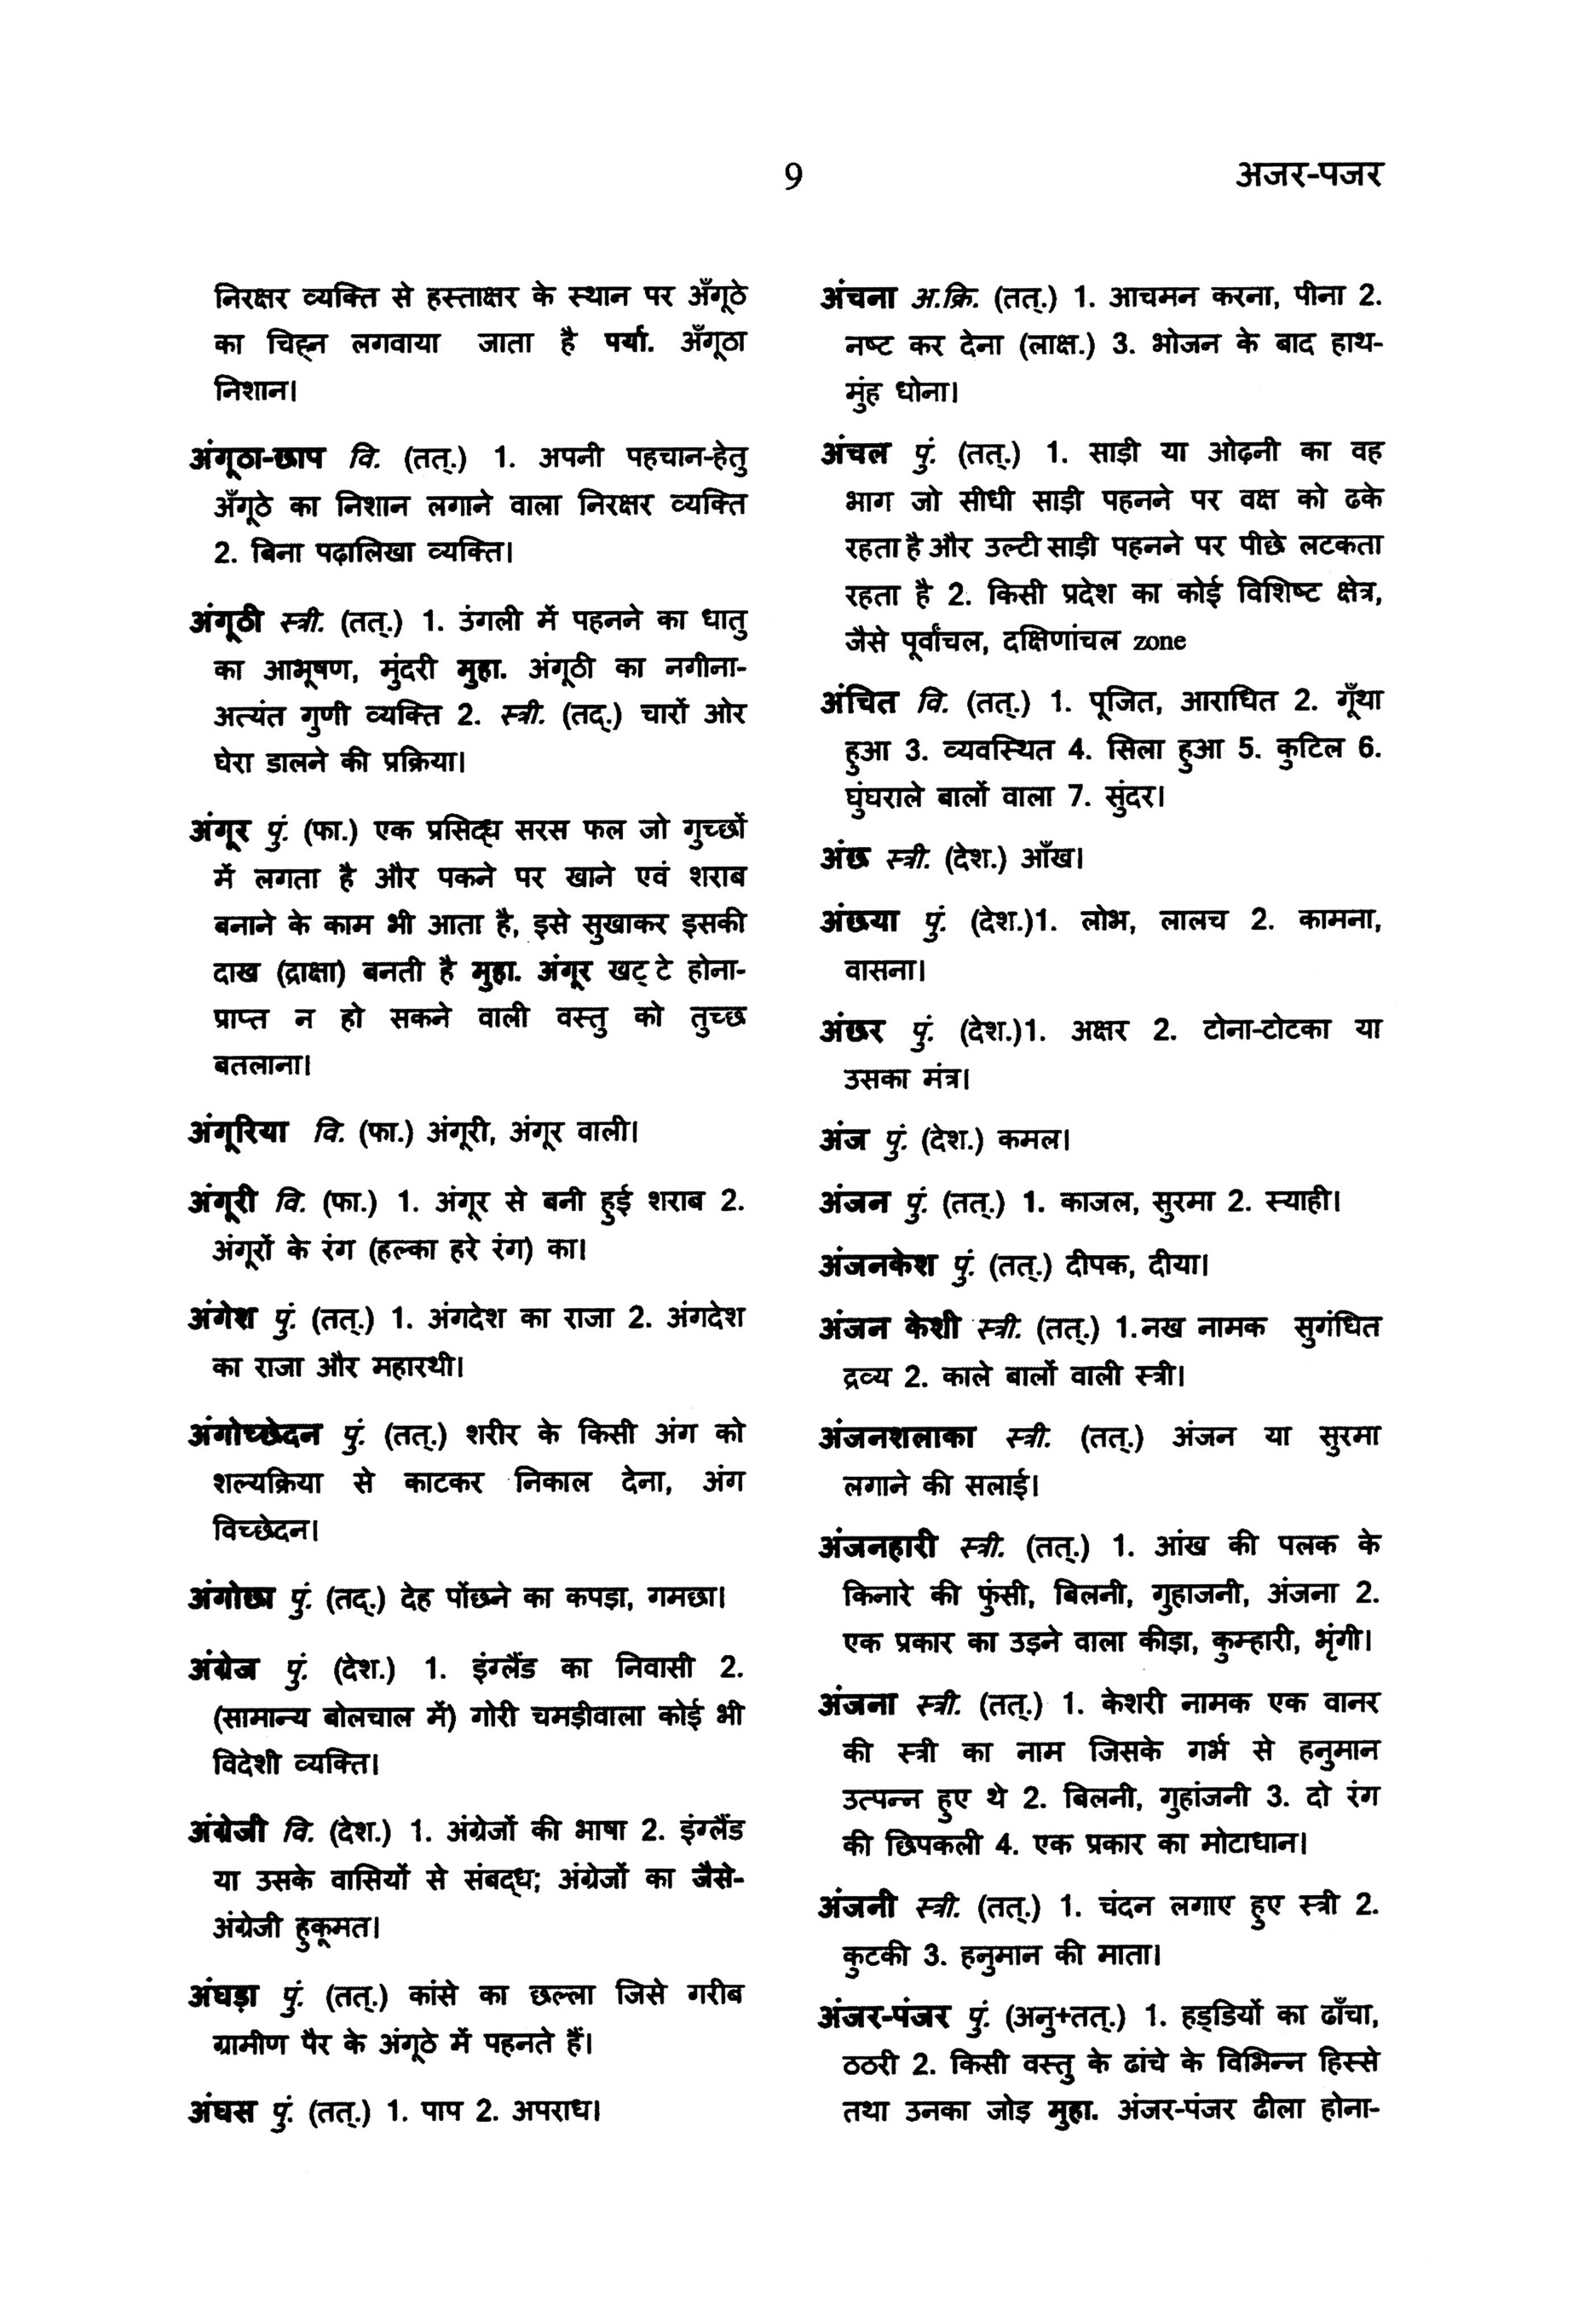 9
अजर-पजर
निरक्षर व्यक्ति से हस्ताक्षर के स्थान पर अँगूठे
का चिह्न लगवाया जाता है पर्या. अँगूठा
निशान।
अंगूठा-छाप वि. (तत्.) 1. अपनी पहचान-हेतु
अँगूठे का निशान लगाने वाला निरक्षर व्यक्ति
2. बिना पढ़ालिखा व्यक्ति।
अंगूठी स्त्री. (तत्.) 1. उंगली में पहनने का धातु
का आभूषण, मुंदरी मुहा. अंगूठी का नगीना-
अत्यंत गुणी व्यक्ति 2. स्त्री. (तद्.) चारों ओर
घेरा डालने की प्रक्रिया।
अंगूर पुं. (फा.) एक प्रसिद्ध सरस फल जो गुच्छों
में लगता है और पकने पर खाने एवं शराब
बनाने के काम भी आता है, इसे सुखाकर इसकी
दाख (द्राक्षा) बनती है मुहा. अंगूर खट्टे होना-
प्राप्त न हो सकने वाली वस्तु को तुच्छ
बतलाना।
अंगूरिया वि. (फा.) अंगूरी, अंगूर वाली।
अंगूरी वि. (फा.) 1. अंगूर से बनी हुई शराब 2.
अंगूरों के रंग (हल्का हरे रंग) का।
अंगेश पुं. (तत्.) 1. अंगदेश का राजा 2. अंगदेश
का राजा और महारथी।
अंगोच्छेदन पुं. (तत्.) शरीर के किसी अंग को
शल्यक्रिया से काटकर निकाल देना, अंग
विच्छेदन।
अंगोछा पुं. (तद्.) देह पोंछने का कपड़ा, गमछा।
अंग्रेज पुं. (देश.) 1. इंग्लैंड का निवासी 2.
(सामान्य बोलचाल में) गोरी चमड़ीवाला कोई भी
विदेशी व्यक्ति।
अंग्रेजी वि. (देश.) 1. अंग्रेजों की भाषा 2. इंग्लैंड
या उसके वासियों से संबद्ध; अंग्रेजों का जैसे-
अंग्रेजी हुकूमत।
अंघड़ा पुं. (तत्.) कांसे का छल्ला जिसे गरीब
ग्रामीण पैर के अंगूठे में पहनते हैं।
अंघस पुं. (तत्.) 1. पाप 2. अपराध।
अंचना अ.क्रि. (तत्.) 1. आचमन करना, पीना 2.
नष्ट कर देना (लाक्ष.) 3. भोजन के बाद हाथ-
मुंह धोना।
अंचल पुं. (तत्.) 1. साड़ी या ओढ़नी का वह
भाग जो सीधी साड़ी पहनने पर वक्ष को ढके
रहता है और उल्टी साड़ी पहनने पर पीछे लटकता
रहता है 2. किसी प्रदेश का कोई विशिष्ट क्षेत्र,
जैसे पूर्वांचल, दक्षिणांचल zone
अंचित वि. (तत्.) 1. पूजित, आराधित 2. गूँथा
हुआ 3. व्यवस्थित 4. सिला हुआ 5. कुटिल 6.
घुंघराले बालों वाला 7. सुंदर।
अंछ स्त्री. (देश.) आँख।
अंछया पुं. (देश.)1. लोभ, लालच 2. कामना,
वासना।
अंछर पुं. (देश.)1. अक्षर 2. टोना-टोटका या
उसका मंत्र।
अंज पुं. (देश.) कमल।
अंजन पुं. (तत्.) 1. काजल, सुरमा 2. स्याही।
अंजनकेश पुं. (तत्.) दीपक, दीया।
अंजन केशी स्त्री. (तत्.) 1.नख नामक सुगंधित
द्रव्य 2. काले बालों वाली स्त्री।
अंजनशलाका स्त्री. (तत्.) अंजन या सुरमा
लगाने की सलाई।
अंजनहारी स्त्री. (तत्.) 1. आंख की पलक के
किनारे की फुंसी, बिलनी, गुहाजनी, अंजना 2.
एक प्रकार का उड़ने वाला कीड़ा, कुम्हारी, भृंगी।
अंजना स्त्री. (तत्.) 1. केशरी नामक एक वानर
की स्त्री का नाम जिसके गर्भ से हनुमान
उत्पन्न हुए थे 2. बिलनी, गुहांजनी 3. दो रंग
की छिपकली 4. एक प्रकार का मोटाधान।
अंजनी स्त्री. (तत्.) 1. चंदन लगाए हुए स्त्री 2.
कुटकी 3. हनुमान की माता।
अंजर-पंजर पुं. (अनु+तत्.) 1. हड्डियों का ढाँचा,
ठठरी 2. किसी वस्तु के ढांचे के विभिन्न हिस्से
तथा उनका जोड़ मुहा. अंजर-पंजर ढीला होना-